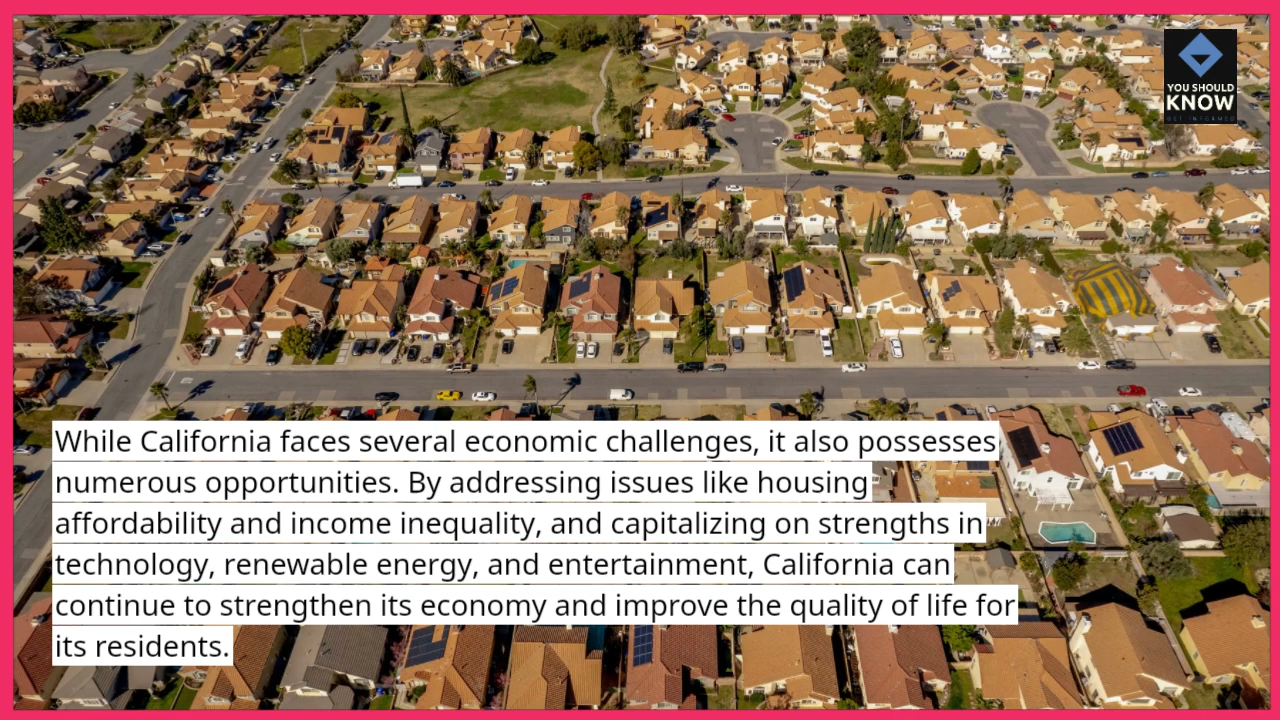 YOU SHOULD
KNOW
GET INFORMED
While California faces several economic challenges, it also possesses
numerous opportunities. By addressing issues like housing
affordability and income inequality, and capitalizing on strengths in
technology, renewable energy, and entertainment, California can
continue to strengthen its economy and improve the quality of life for
its residents.